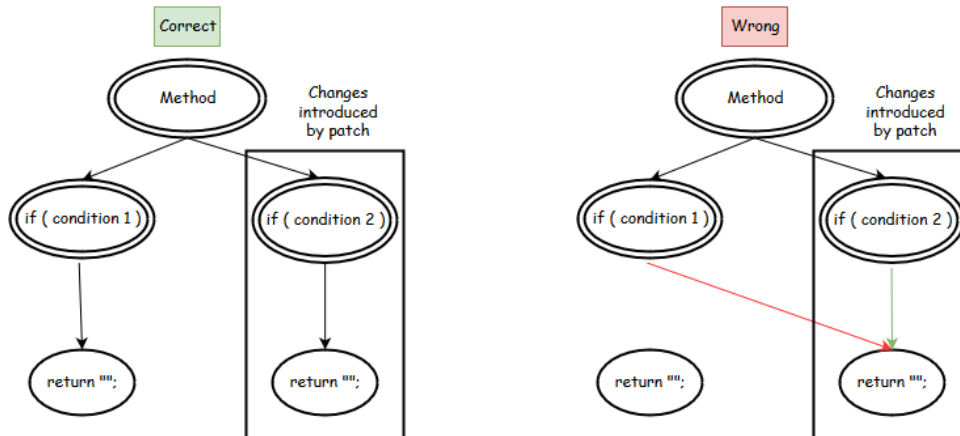 Correct
Method
Changes
introduced
by patch
if ( condition 1 )
if ( condition 2 )
return "";
return "";
Wrong
Method
Changes
introduced
by patch
if ( condition 1 )
if ( condition 2 )
return "";
return "";